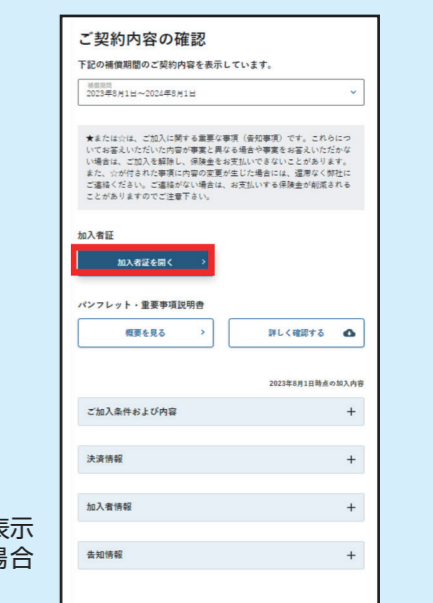 ご契約内容の確認
下記の補償期間のご契約内容を表示しています。
補償期間
2023年8月1日～2024年8月1日
★または☆は、ご加入に関する重要な事項（告知事項）です。これらにつ
いてお答えいただいた内容が事実と異なる場合や事実をお答えいただかな
い場合は、ご加入を解除し、保険金をお支払いできないことがあります。
また、☆が付された事項に内容の変更が生じた場合には、遅滞なく弊社に
ご連絡ください。ご連絡がない場合は、お支払いする保険金が削減される
ことがありますのでご注意下さい。
加入者証
加入者証を開く
パンフレット・重要事項説明書
概要を見る
詳しく確認する
2023年8月1日時点の加入内容
ご加入条件および内容
決済情報
加入者情報
表示
場合
告知情報